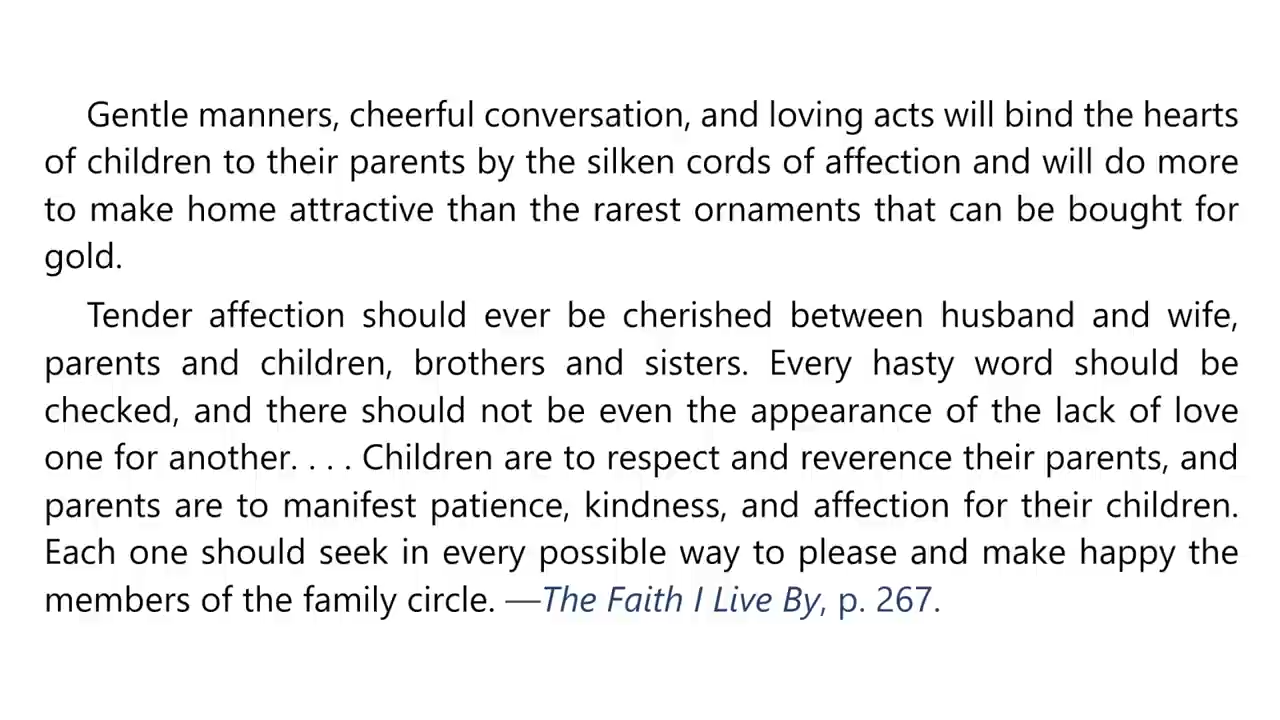 Gentle manners, cheerful conversation, and loving acts will bind the hearts
of children to their parents by the silken cords of affection and will do more
to make home attractive than the rarest ornaments that can be bought for
gold.
Tender affection should ever be cherished between husband and wife,
parents and children, brothers and sisters. Every hasty word should be
checked, and there should not be even the appearance of the lack of love
one for another. . . . Children are to respect and reverence their parents, and
parents are to manifest patience, kindness, and affection for their children.
Each one should seek in every possible way to please and make happy the
members of the family circle. —The Faith I Live By, p. 267.